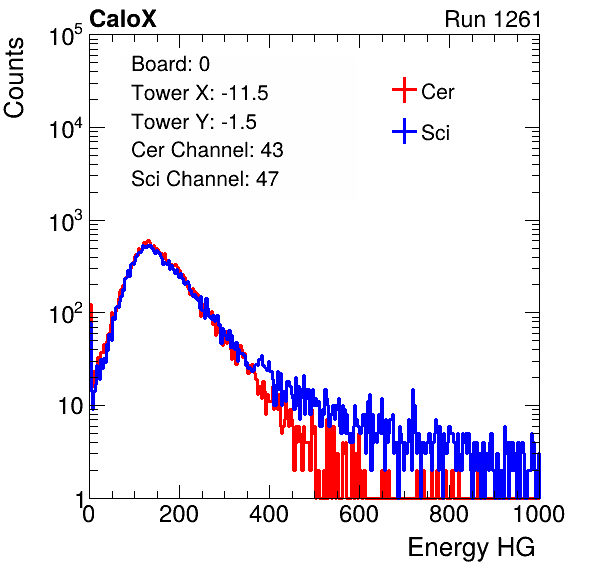 CaloX Run 1261
Counts
10^5
10^4
10^3
10^2
10
1
Board: 0
Tower X: -11.5
Tower Y: -1.5
Cer Channel: 43
Sci Channel: 47
Cer
Sci
0 200 400 600 800 1000
Energy HG